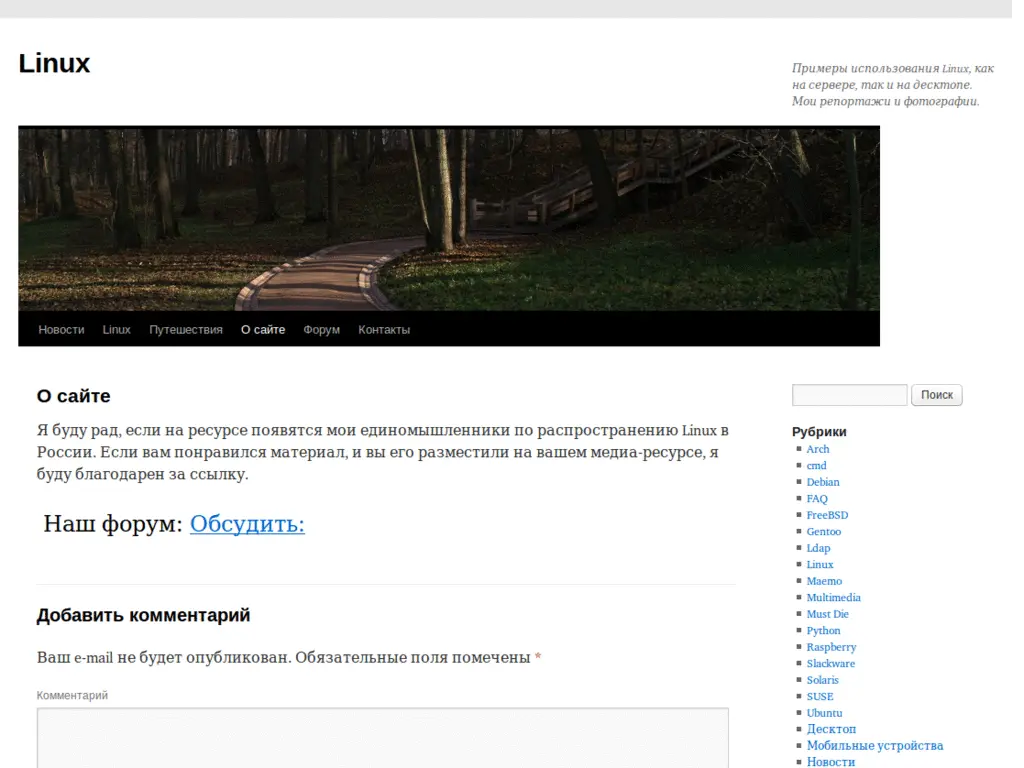 Linux
Примеры использования Linux, как
на сервере, так и на десктопе.
Мои репортажи и фотографии.
Новости Linux Путешествия О сайте Форум Контакты
О сайте
Я буду рад, если на ресурсе появятся мои единомышленники по распространению Linux в
России. Если вам понравился материал, и вы его разместили на вашем медиа-ресурсе, я
буду благодарен за ссылку.
Наш форум: Обсудить:
Добавить комментарий
Ваш e-mail не будет опубликован. Обязательные поля помечены *
Комментарий
Поиск
Рубрики
Arch
cmd
Debian
FAQ
FreeBSD
Gentoo
Ldap
Linux
Maemo
Multimedia
Must Die
Python
Raspberry
Slackware
Solaris
SUSE
Ubuntu
Десктоп
Мобильные устройства
Новости